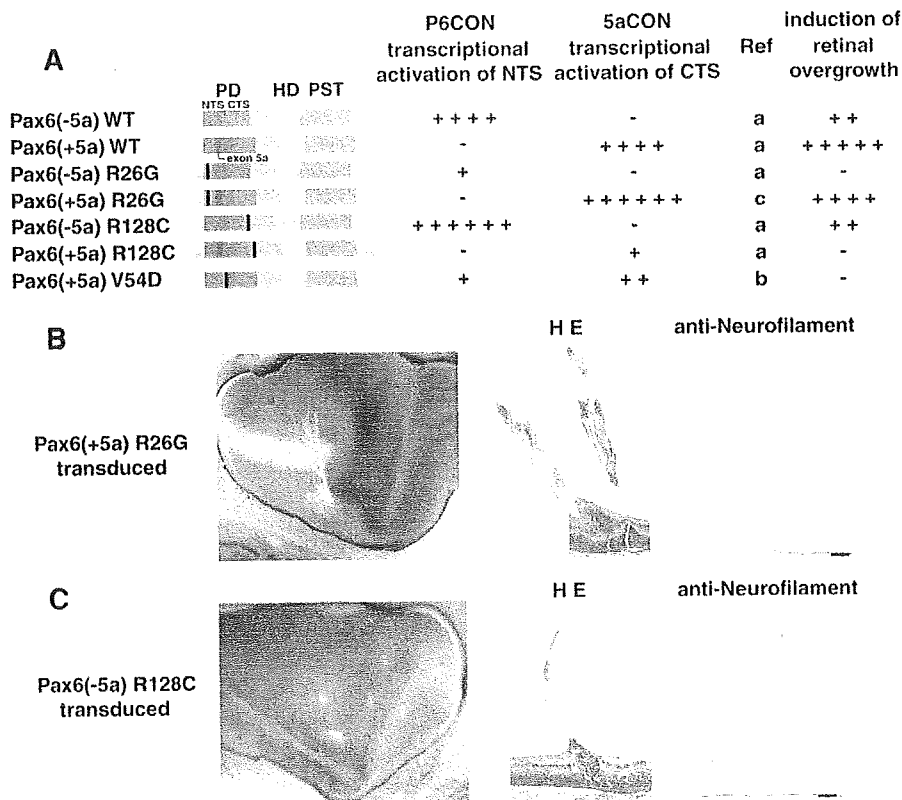 A
P6CON transcriptional activation of NTS
5aCON transcriptional activation of CTS
Ref
induction of retinal overgrowth
PD
HD PST
NTS CTS
Pax6(-5a) WT + + + + - a + +
Pax6(+5a) WT - + + + + a + + + + +
exon 5a
Pax6(-5a) R26G + - a -
Pax6(+5a) R26G - + + + + + + c + + + +
Pax6(-5a) R128C + + + + + + - a + +
Pax6(+5a) R128C - + a -
Pax6(+5a) V54D + + + b -
B
H E
anti-Neurofilament
Pax6(+5a) R26G
transduced
C
H E
anti-Neurofilament
Pax6(-5a) R128C
transduced